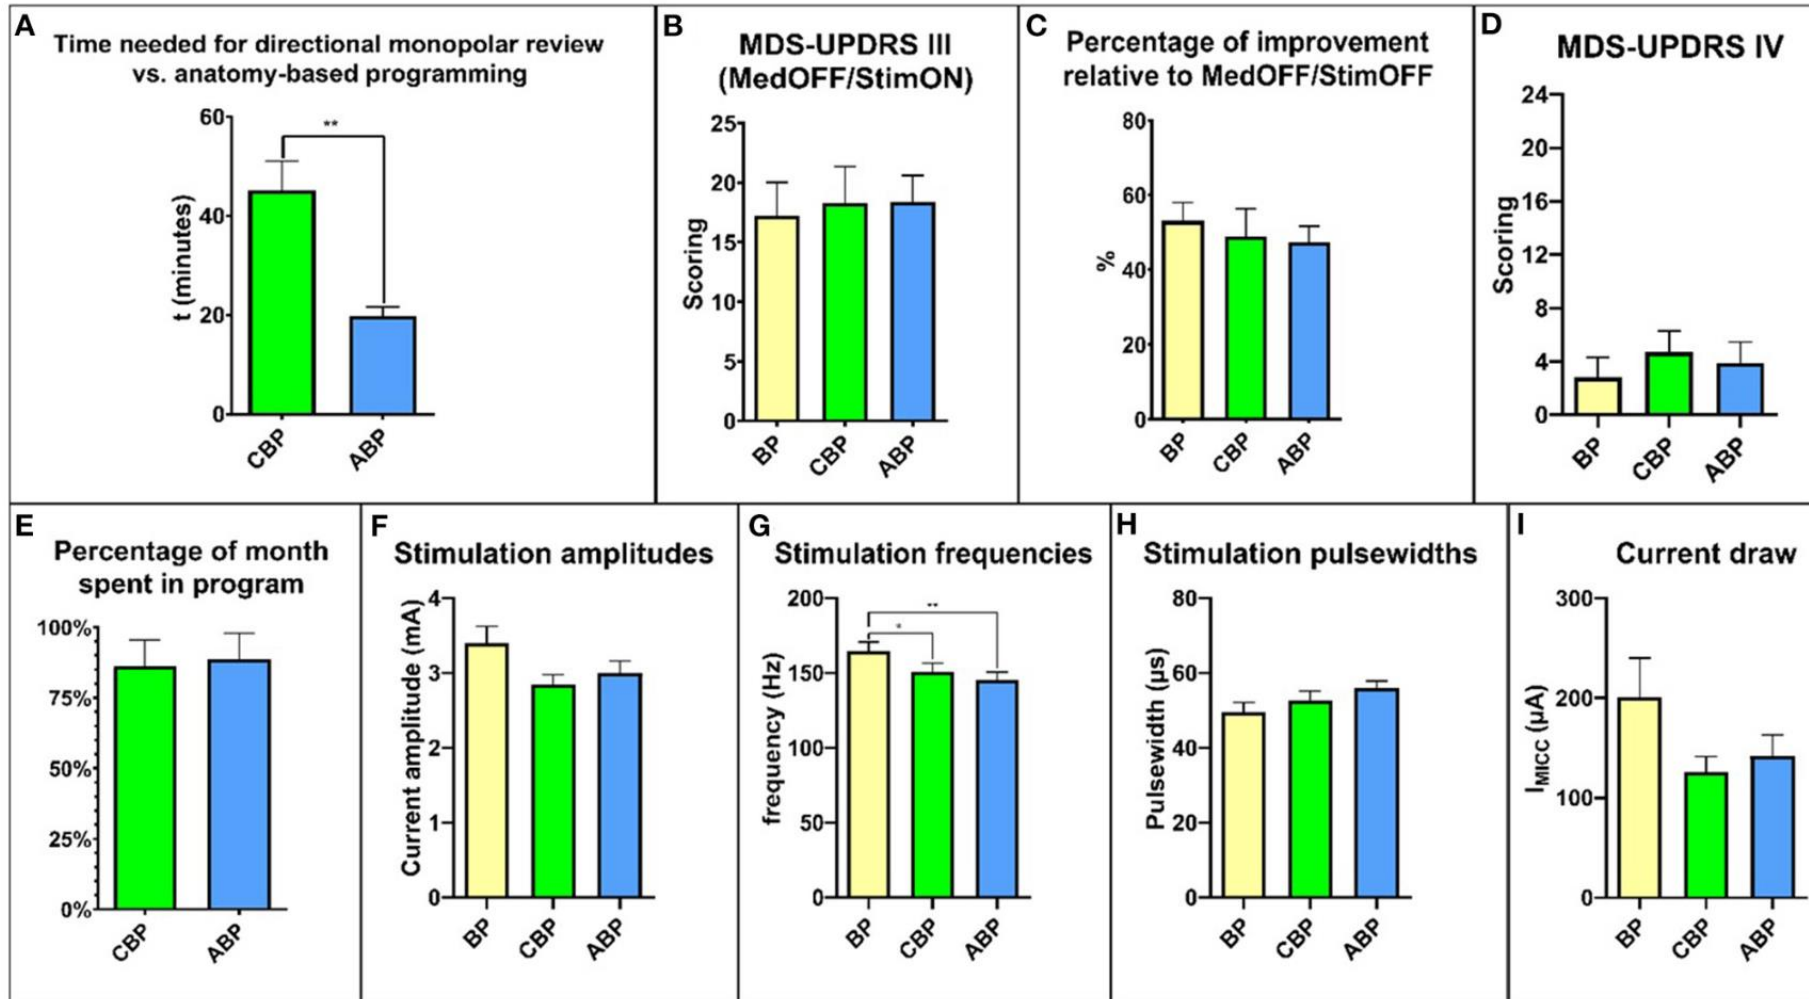 A
Time needed for directional monopolar review
vs. anatomy-based programming
60
40
20
0
t (minutes)
**
CBP
ABP
B
MDS-UPDRS III
(MedOFF/StimON)
25
20
15
10
5
0
Scoring
BP
CBP
ABP
C
Percentage of improvement
relative to MedOFF/StimOFF
80
60
40
20
0
%
BP
CBP
ABP
D
MDS-UPDRS IV
24
20
16
12
8
4
0
Scoring
BP
CBP
ABP
E
Percentage of month
spent in program
100%
75%
50%
25%
0%
CBP
ABP
F
Stimulation amplitudes
4
3
2
1
0
Current amplitude (mA)
BP
CBP
ABP
G
Stimulation frequencies
200
150
100
50
0
frequency (Hz)
**
*
BP
CBP
ABP
H
Stimulation pulsewidths
80
60
40
20
0
Pulsewidth (µs)
BP
CBP
ABP
I
Current draw
300
200
100
0
IMICC (µA)
BP
CBP
ABP